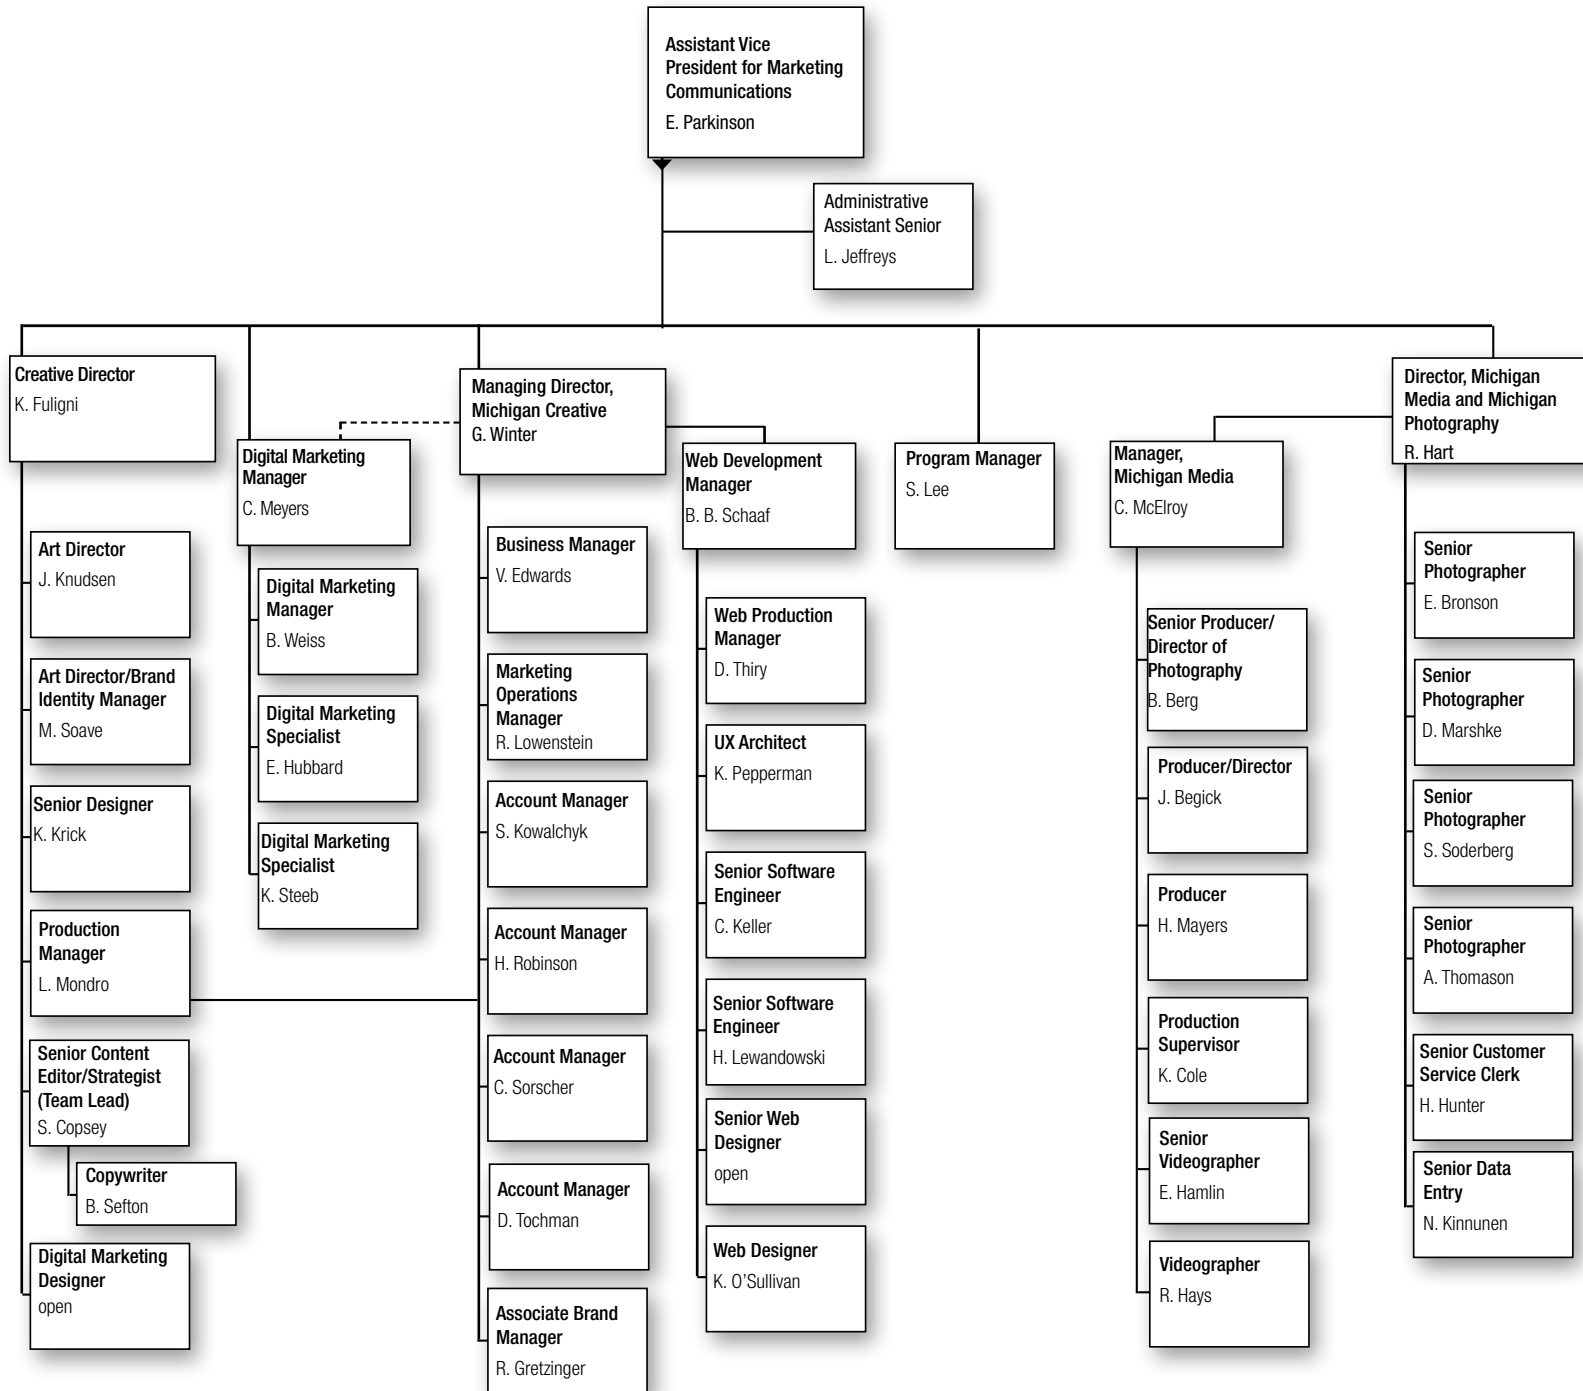 Assistant Vice
President for Marketing
Communications
E. Parkinson
Administrative
Assistant Senior
L. Jeffreys
Creative Director
K. Fuligni
Art Director
J. Knudsen
Art Director/Brand
Identity Manager
M. Soave
Senior Designer
K. Krick
Production
Manager
L. Mondro
Senior Content
Editor/Strategist
(Team Lead)
S. Copsey
Copywriter
B. Sefton
Digital Marketing
Designer
open
Digital Marketing
Manager
C. Meyers
Digital Marketing
Manager
B. Weiss
Digital Marketing
Specialist
E. Hubbard
Digital Marketing
Specialist
K. Steeb
Managing Director,
Michigan Creative
G. Winter
Business Manager
V. Edwards
Marketing
Operations
Manager
R. Lowenstein
Account Manager
S. Kowalchyk
Account Manager
H. Robinson
Account Manager
C. Sorscher
Account Manager
D. Tochman
Associate Brand
Manager
R. Gretzinger
Web Development
Manager
B. B. Schaaf
Web Production
Manager
D. Thiry
UX Architect
K. Pepperman
Senior Software
Engineer
C. Keller
Senior Software
Engineer
H. Lewandowski
Senior Web
Designer
open
Web Designer
K. O'Sullivan
Program Manager
S. Lee
Manager,
Michigan Media
C. McElroy
Senior Producer/
Director of
Photography
B. Berg
Producer/Director
J. Begick
Producer
H. Mayers
Production
Supervisor
K. Cole
Senior
Videographer
E. Hamlin
Videographer
R. Hays
Director, Michigan
Media and Michigan
Photography
R. Hart
Senior
Photographer
E. Bronson
Senior
Photographer
D. Marshke
Senior
Photographer
S. Soderberg
Senior
Photographer
A. Thomason
Senior Customer
Service Clerk
H. Hunter
Senior Data
Entry
N. Kinnunen